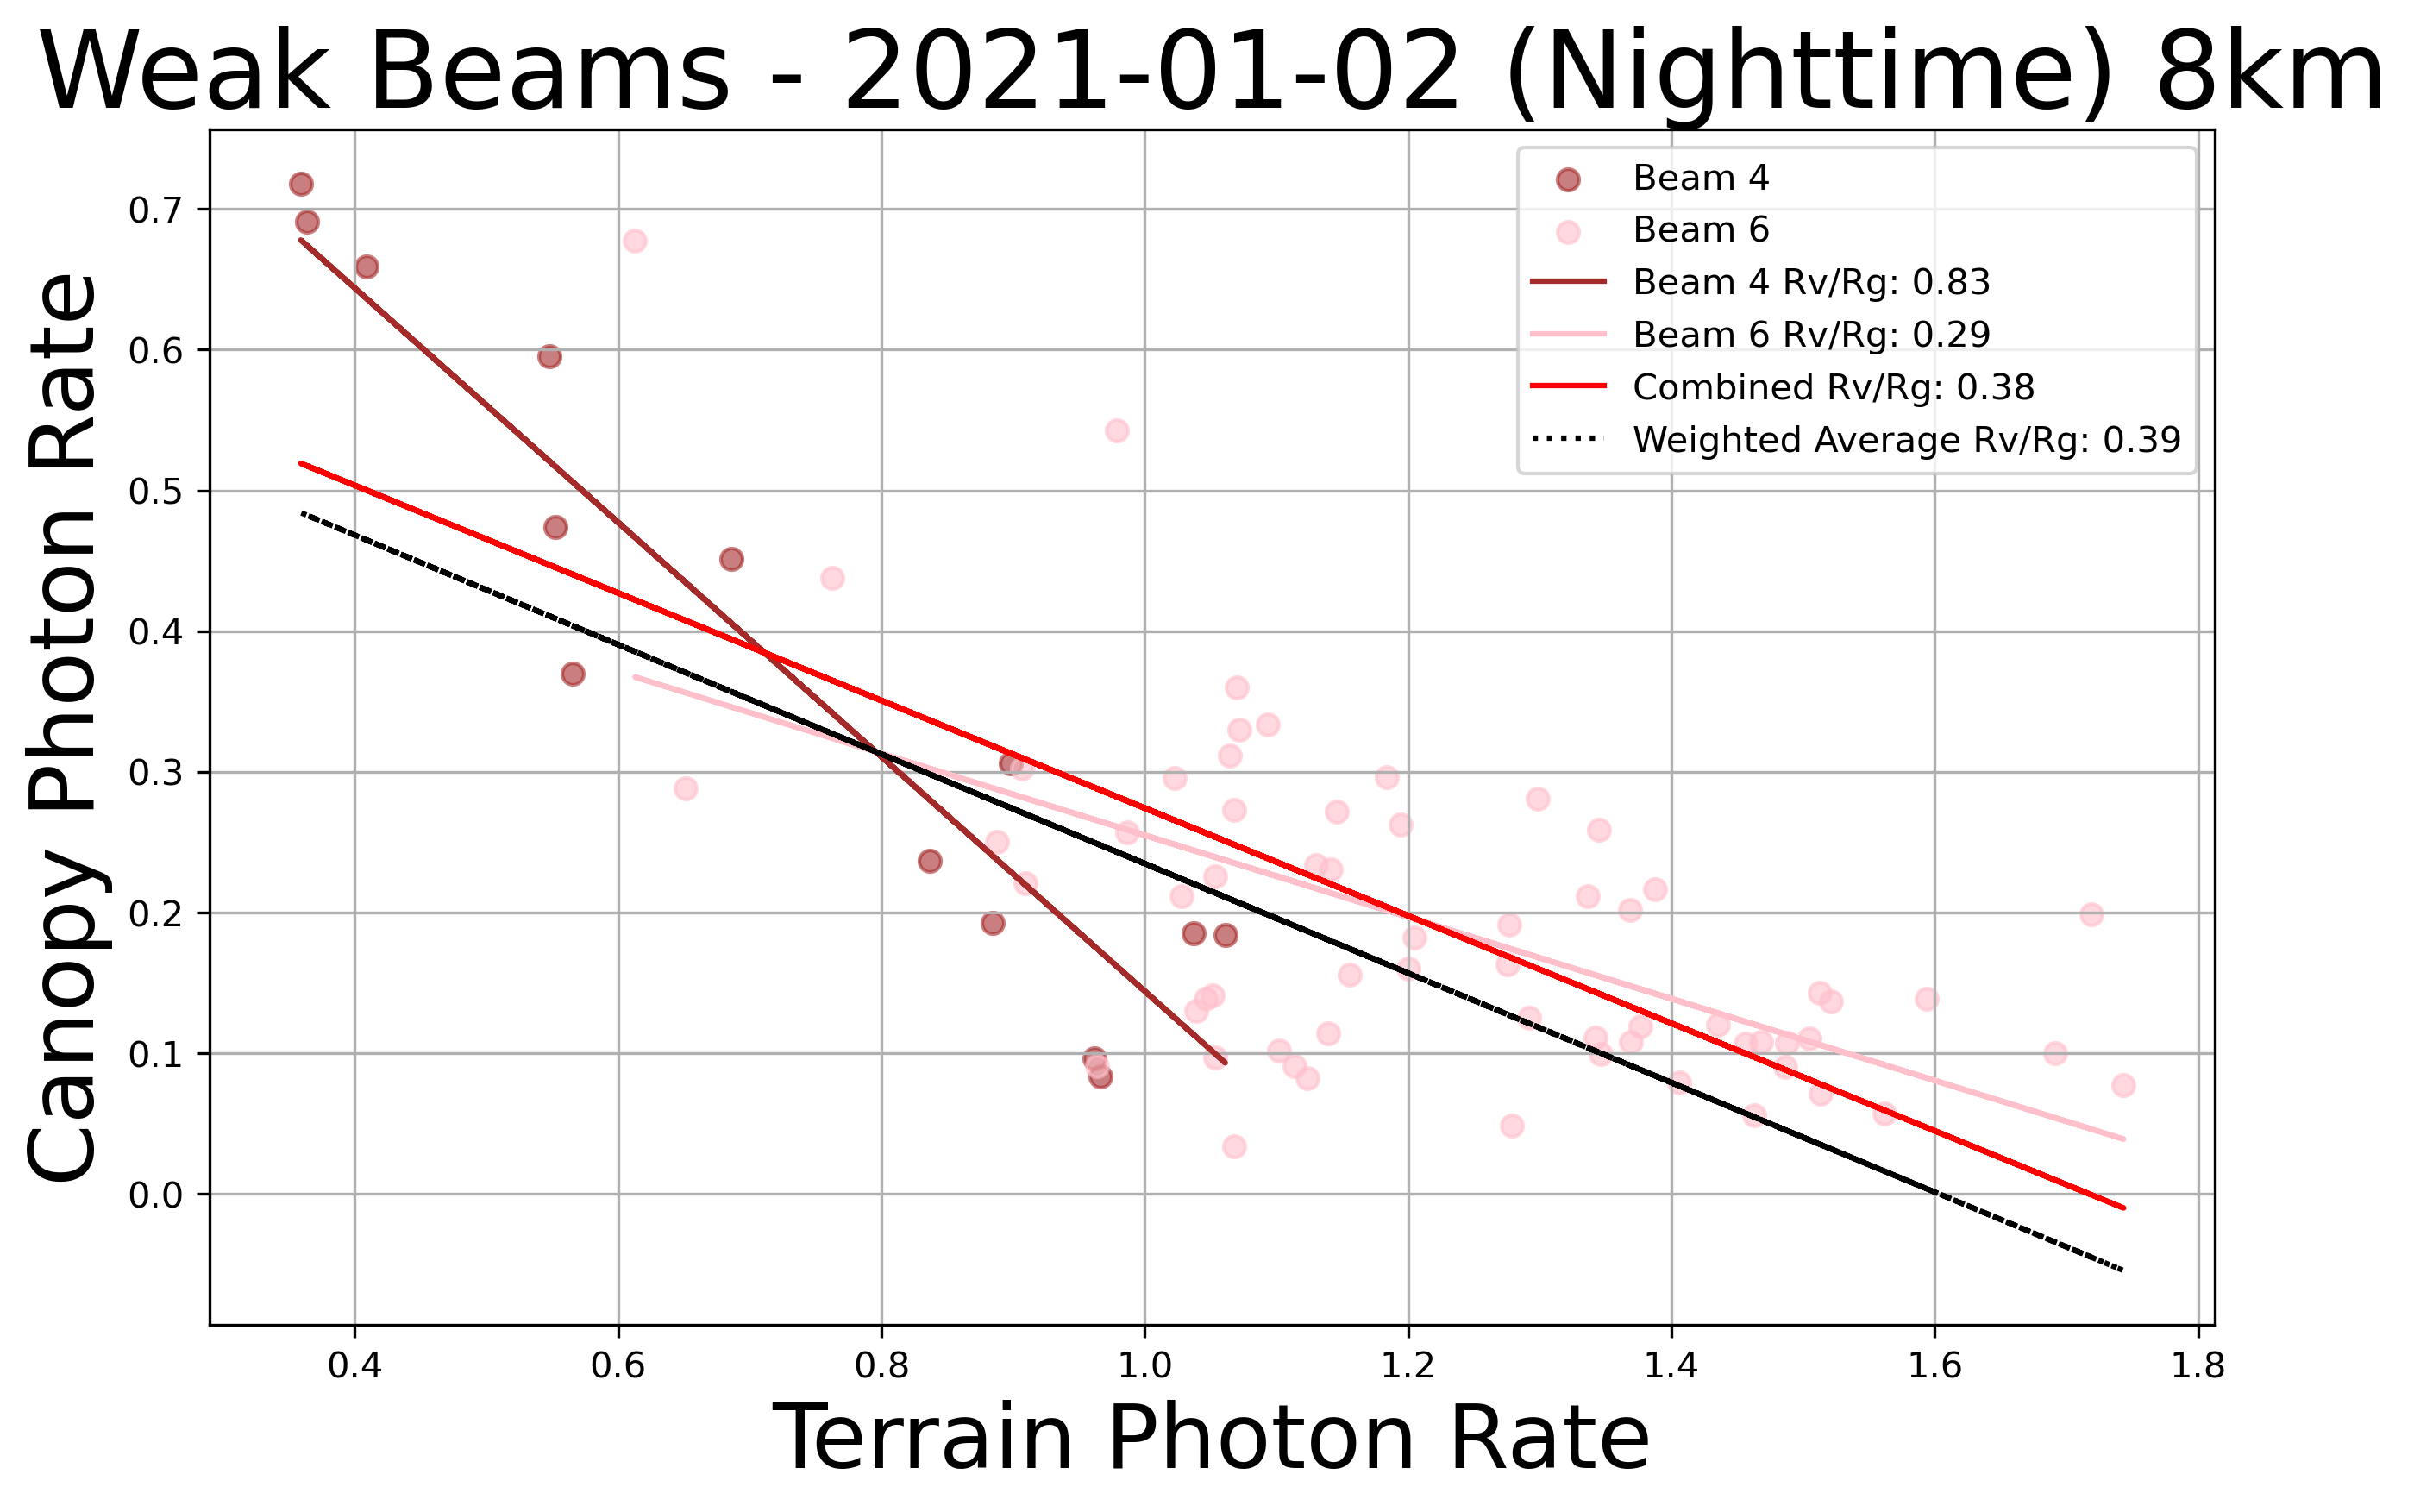 Weak Beams - 2021-01-02 (Nighttime) 8km
Canopy Photon Rate
0.7
0.6
0.5
0.4
0.3
0.2
0.1
0.0
Beam 4
Beam 6
Beam 4 Rv/Rg: 0.83
Beam 6 Rv/Rg: 0.29
Combined Rv/Rg: 0.38
Weighted Average Rv/Rg: 0.39
0.4 0.6 0.8 1.0 1.2 1.4 1.6 1.8
Terrain Photon Rate